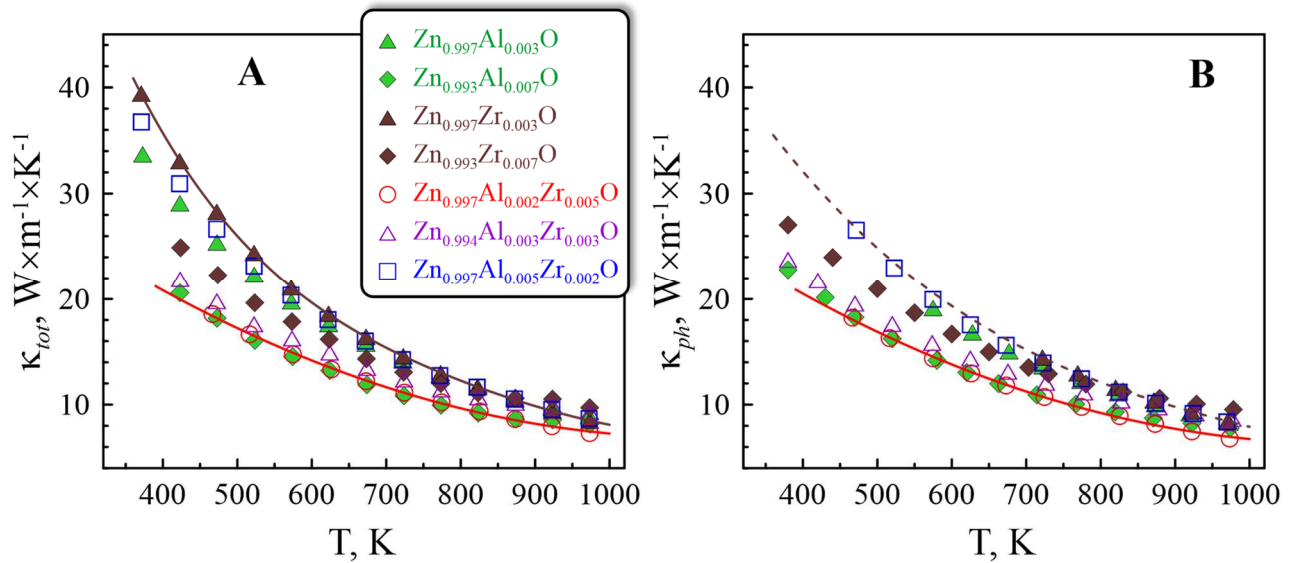 A
Zn₀.₉₉₇Al₀.₀₀₃O
Zn₀.₉₉₃Al₀.₀₀₇O
Zn₀.₉₉₇Zr₀.₀₀₃O
Zn₀.₉₉₃Zr₀.₀₀₇O
Zn₀.₉₉₇Al₀.₀₀₂Zr₀.₀₀₅O
Zn₀.₉₉₄Al₀.₀₀₃Zr₀.₀₀₃O
Zn₀.₉₉₇Al₀.₀₀₅Zr₀.₀₀₂O
κtot, W×m⁻¹×K⁻¹
40
30
20
10
400 500 600 700 800 900 1000
T, K
B
κph, W×m⁻¹×K⁻¹
40
30
20
10
400 500 600 700 800 900 1000
T, K